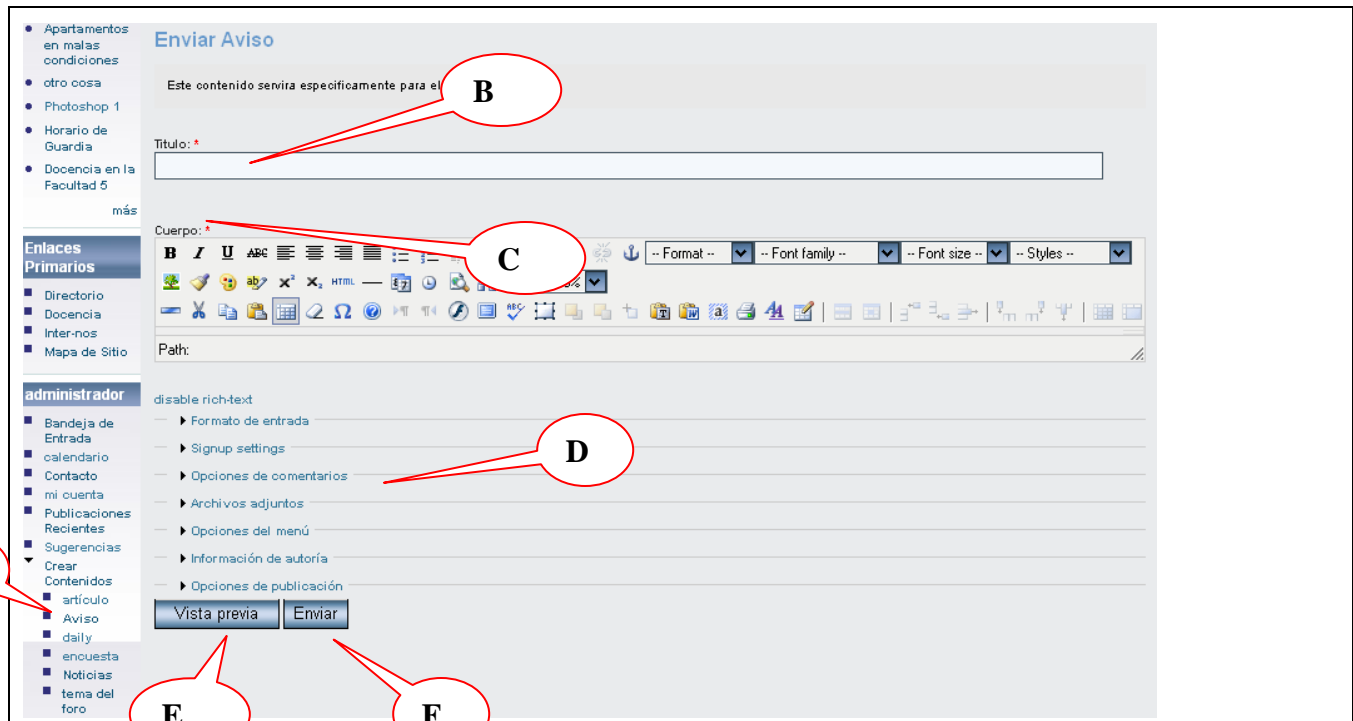 Apartamentos
en malas
condiciones
otro cosa
Photoshop 1
Horario de
Guardia
Docencia en la
Facultad 5
más
Enlaces
Primarios
Directorio
Docencia
Inter-nos
Mapa de Sitio
administrador
Bandeja de
Entrada
calendario
Contacto
mi cuenta
Publicaciones
Recientes
Sugerencias
Crear
Contenidos
artículo
Aviso
daily
encuesta
Noticias
tema del
foro
Enviar Aviso
Este contenido servira especificamente para el
B
Titulo: *
Cuerpo: *
C
B I U ABC -- Format -- -- Font family -- -- Font size -- -- Styles --
HTML %
Path:
disable rich-text
Formato de entrada
Signup settings
D
Opciones de comentarios
Archivos adjuntos
Opciones del menú
Información de autoría
Opciones de publicación
Vista previa Enviar
E F